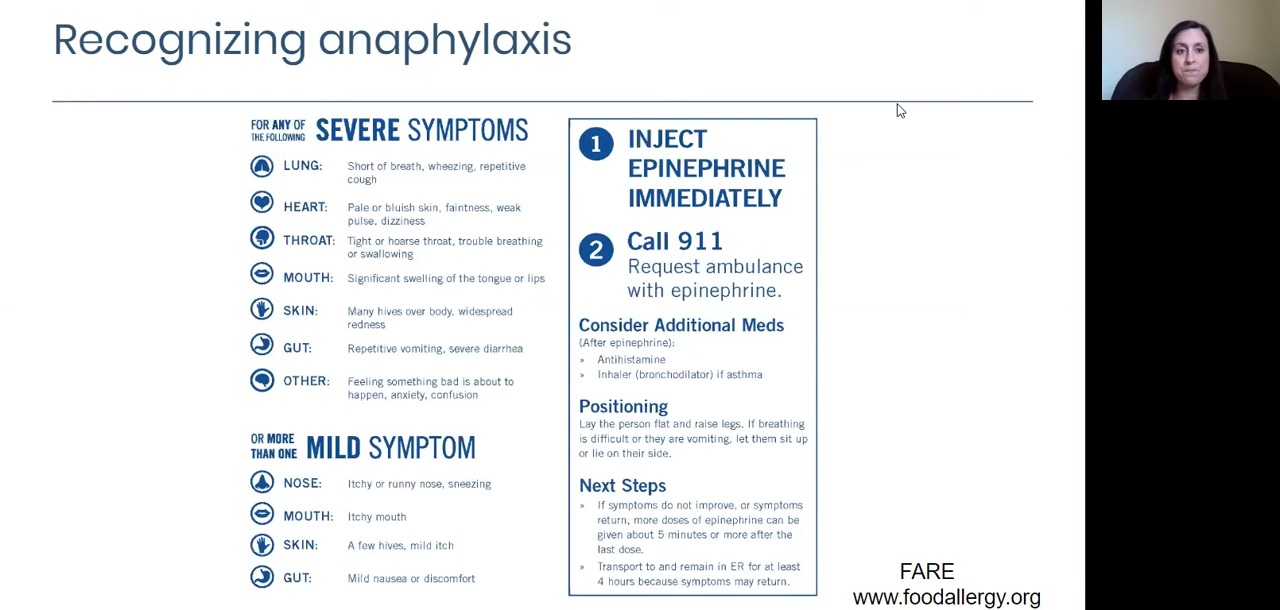 Recognizing anaphylaxis
FOR ANY OF
THE FOLLOWING
SEVERE SYMPTOMS
LUNG:
Short of breath, wheezing, repetitive
cough
HEART:
Pale or bluish skin, faintness, weak
pulse, dizziness
THROAT:
Tight or hoarse throat, trouble breathing
or swallowing
MOUTH:
Significant swelling of the tongue or lips
SKIN:
Many hives over body, widespread
redness
GUT:
Repetitive vomiting, severe diarrhea
OTHER:
Feeling something bad is about to
happen, anxiety, confusion
OR MORE
THAN ONE
MILD SYMPTOM
NOSE:
Itchy or runny nose, sneezing
MOUTH:
Itchy mouth
SKIN:
A few hives, mild itch
GUT:
Mild nausea or discomfort
1
INJECT
EPINEPHRINE
IMMEDIATELY
2
Call 911
Request ambulance
with epinephrine.
Consider Additional Meds
(After epinephrine):
» Antihistamine
» Inhaler (bronchodilator) if asthma
Positioning
Lay the person flat and raise legs. If breathing
is difficult or they are vomiting, let them sit up
or lie on their side.
Next Steps
» If symptoms do not improve, or symptoms
return, more doses of epinephrine can be
given about 5 minutes or more after the
last dose.
» Transport to and remain in ER for at least
4 hours because symptoms may return.
FARE
www.foodallergy.org